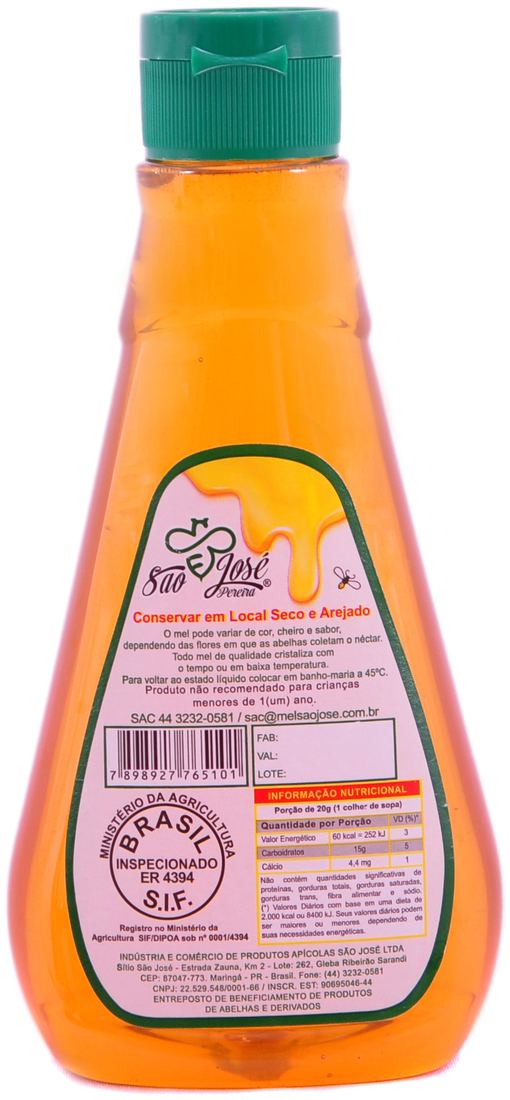 São José
Pereira ®
Conservar em Local Seco e Arejado
O mel pode variar de cor, cheiro e sabor,
dependendo das flores em que as abelhas coletam o néctar.
Todo mel de qualidade cristaliza com
o tempo ou em baixa temperatura.
Para voltar ao estado líquido colocar em banho-maria a 45ºC.
Produto não recomendado para crianças
menores de 1(um) ano.
SAC 44 3232-0581 / sac@melsaojose.com.br
7 898927 765101
FAB:
VAL:
LOTE:
MINISTÉRIO DA AGRICULTURA
BRASIL
INSPECIONADO
ER 4394
S.I.F.
Registro no Ministério da
Agricultura SIF/DIPOA sob nº 0001/4394
INFORMAÇÃO NUTRICIONAL
Porção de 20g (1 colher de sopa)
Quantidade por Porção VD (%)*
Valor Energético 60 kcal = 252 kJ 3
Carboidratos 15g 5
Cálcio 4,4 mg 1
Não contém quantidades significativas de
proteínas, gorduras totais, gorduras saturadas,
gorduras trans, fibra alimentar e sódio.
(*) Valores Diários com base em uma dieta de
2.000 kcal ou 8400 kJ. Seus valores diários podem
ser maiores ou menores dependendo de
suas necessidades energéticas.
INDÚSTRIA E COMÉRCIO DE PRODUTOS APÍCOLAS SÃO JOSÉ LTDA
Sítio São José - Estrada Zauna, Km 2 - Lote: 262, Gleba Ribeirão Sarandi
CEP: 87047-773. Maringá - PR - Brasil. Fone: (44) 3232-0581
CNPJ: 22.529.548/0001-66 / INSCR. EST: 90695046-44
ENTREPOSTO DE BENEFICIAMENTO DE PRODUTOS
DE ABELHAS E DERIVADOS